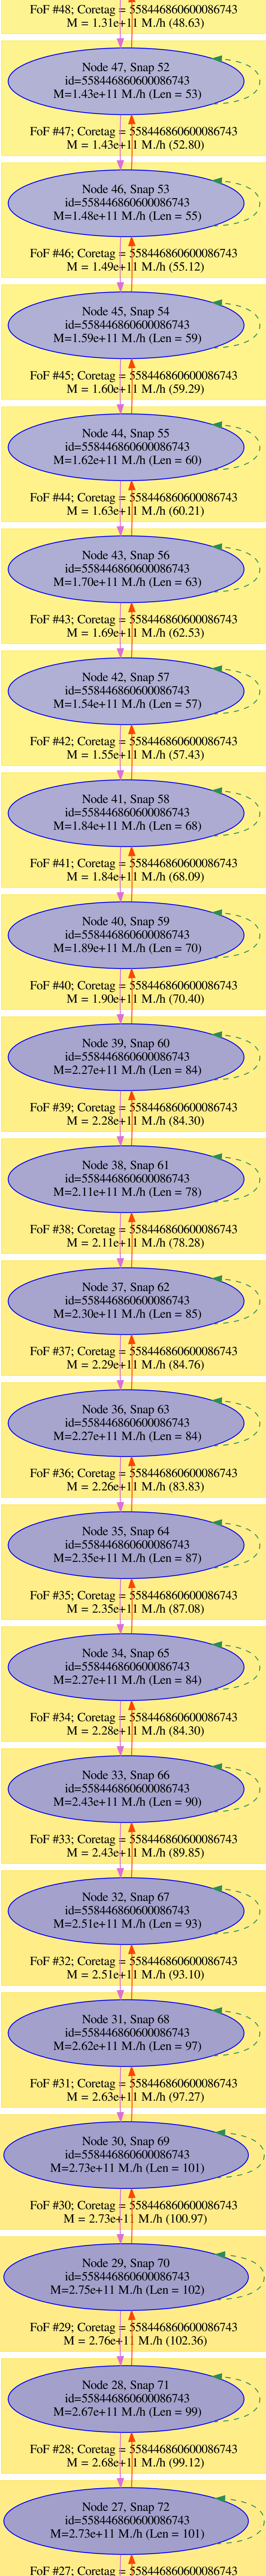 FoF #48; Coretag = 558446860600086743
M = 1.31e+11 M./h (48.63)
Node 47, Snap 52
id=558446860600086743
M=1.43e+11 M./h (Len = 53)
FoF #47; Coretag = 558446860600086743
M = 1.43e+11 M./h (52.80)
Node 46, Snap 53
id=558446860600086743
M=1.48e+11 M./h (Len = 55)
FoF #46; Coretag = 558446860600086743
M = 1.49e+11 M./h (55.12)
Node 45, Snap 54
id=558446860600086743
M=1.59e+11 M./h (Len = 59)
FoF #45; Coretag = 558446860600086743
M = 1.60e+11 M./h (59.29)
Node 44, Snap 55
id=558446860600086743
M=1.62e+11 M./h (Len = 60)
FoF #44; Coretag = 558446860600086743
M = 1.63e+11 M./h (60.21)
Node 43, Snap 56
id=558446860600086743
M=1.70e+11 M./h (Len = 63)
FoF #43; Coretag = 558446860600086743
M = 1.69e+11 M./h (62.53)
Node 42, Snap 57
id=558446860600086743
M=1.54e+11 M./h (Len = 57)
FoF #42; Coretag = 558446860600086743
M = 1.55e+11 M./h (57.43)
Node 41, Snap 58
id=558446860600086743
M=1.84e+11 M./h (Len = 68)
FoF #41; Coretag = 558446860600086743
M = 1.84e+11 M./h (68.09)
Node 40, Snap 59
id=558446860600086743
M=1.89e+11 M./h (Len = 70)
FoF #40; Coretag = 558446860600086743
M = 1.90e+11 M./h (70.40)
Node 39, Snap 60
id=558446860600086743
M=2.27e+11 M./h (Len = 84)
FoF #39; Coretag = 558446860600086743
M = 2.28e+11 M./h (84.30)
Node 38, Snap 61
id=558446860600086743
M=2.11e+11 M./h (Len = 78)
FoF #38; Coretag = 558446860600086743
M = 2.11e+11 M./h (78.28)
Node 37, Snap 62
id=558446860600086743
M=2.30e+11 M./h (Len = 85)
FoF #37; Coretag = 558446860600086743
M = 2.29e+11 M./h (84.76)
Node 36, Snap 63
id=558446860600086743
M=2.27e+11 M./h (Len = 84)
FoF #36; Coretag = 558446860600086743
M = 2.26e+11 M./h (83.83)
Node 35, Snap 64
id=558446860600086743
M=2.35e+11 M./h (Len = 87)
FoF #35; Coretag = 558446860600086743
M = 2.35e+11 M./h (87.08)
Node 34, Snap 65
id=558446860600086743
M=2.27e+11 M./h (Len = 84)
FoF #34; Coretag = 558446860600086743
M = 2.28e+11 M./h (84.30)
Node 33, Snap 66
id=558446860600086743
M=2.43e+11 M./h (Len = 90)
FoF #33; Coretag = 558446860600086743
M = 2.43e+11 M./h (89.85)
Node 32, Snap 67
id=558446860600086743
M=2.51e+11 M./h (Len = 93)
FoF #32; Coretag = 558446860600086743
M = 2.51e+11 M./h (93.10)
Node 31, Snap 68
id=558446860600086743
M=2.62e+11 M./h (Len = 97)
FoF #31; Coretag = 558446860600086743
M = 2.63e+11 M./h (97.27)
Node 30, Snap 69
id=558446860600086743
M=2.73e+11 M./h (Len = 101)
FoF #30; Coretag = 558446860600086743
M = 2.73e+11 M./h (100.97)
Node 29, Snap 70
id=558446860600086743
M=2.75e+11 M./h (Len = 102)
FoF #29; Coretag = 558446860600086743
M = 2.76e+11 M./h (102.36)
Node 28, Snap 71
id=558446860600086743
M=2.67e+11 M./h (Len = 99)
FoF #28; Coretag = 558446860600086743
M = 2.68e+11 M./h (99.12)
Node 27, Snap 72
id=558446860600086743
M=2.73e+11 M./h (Len = 101)
FoF #27; Coretag = 558446860600086743